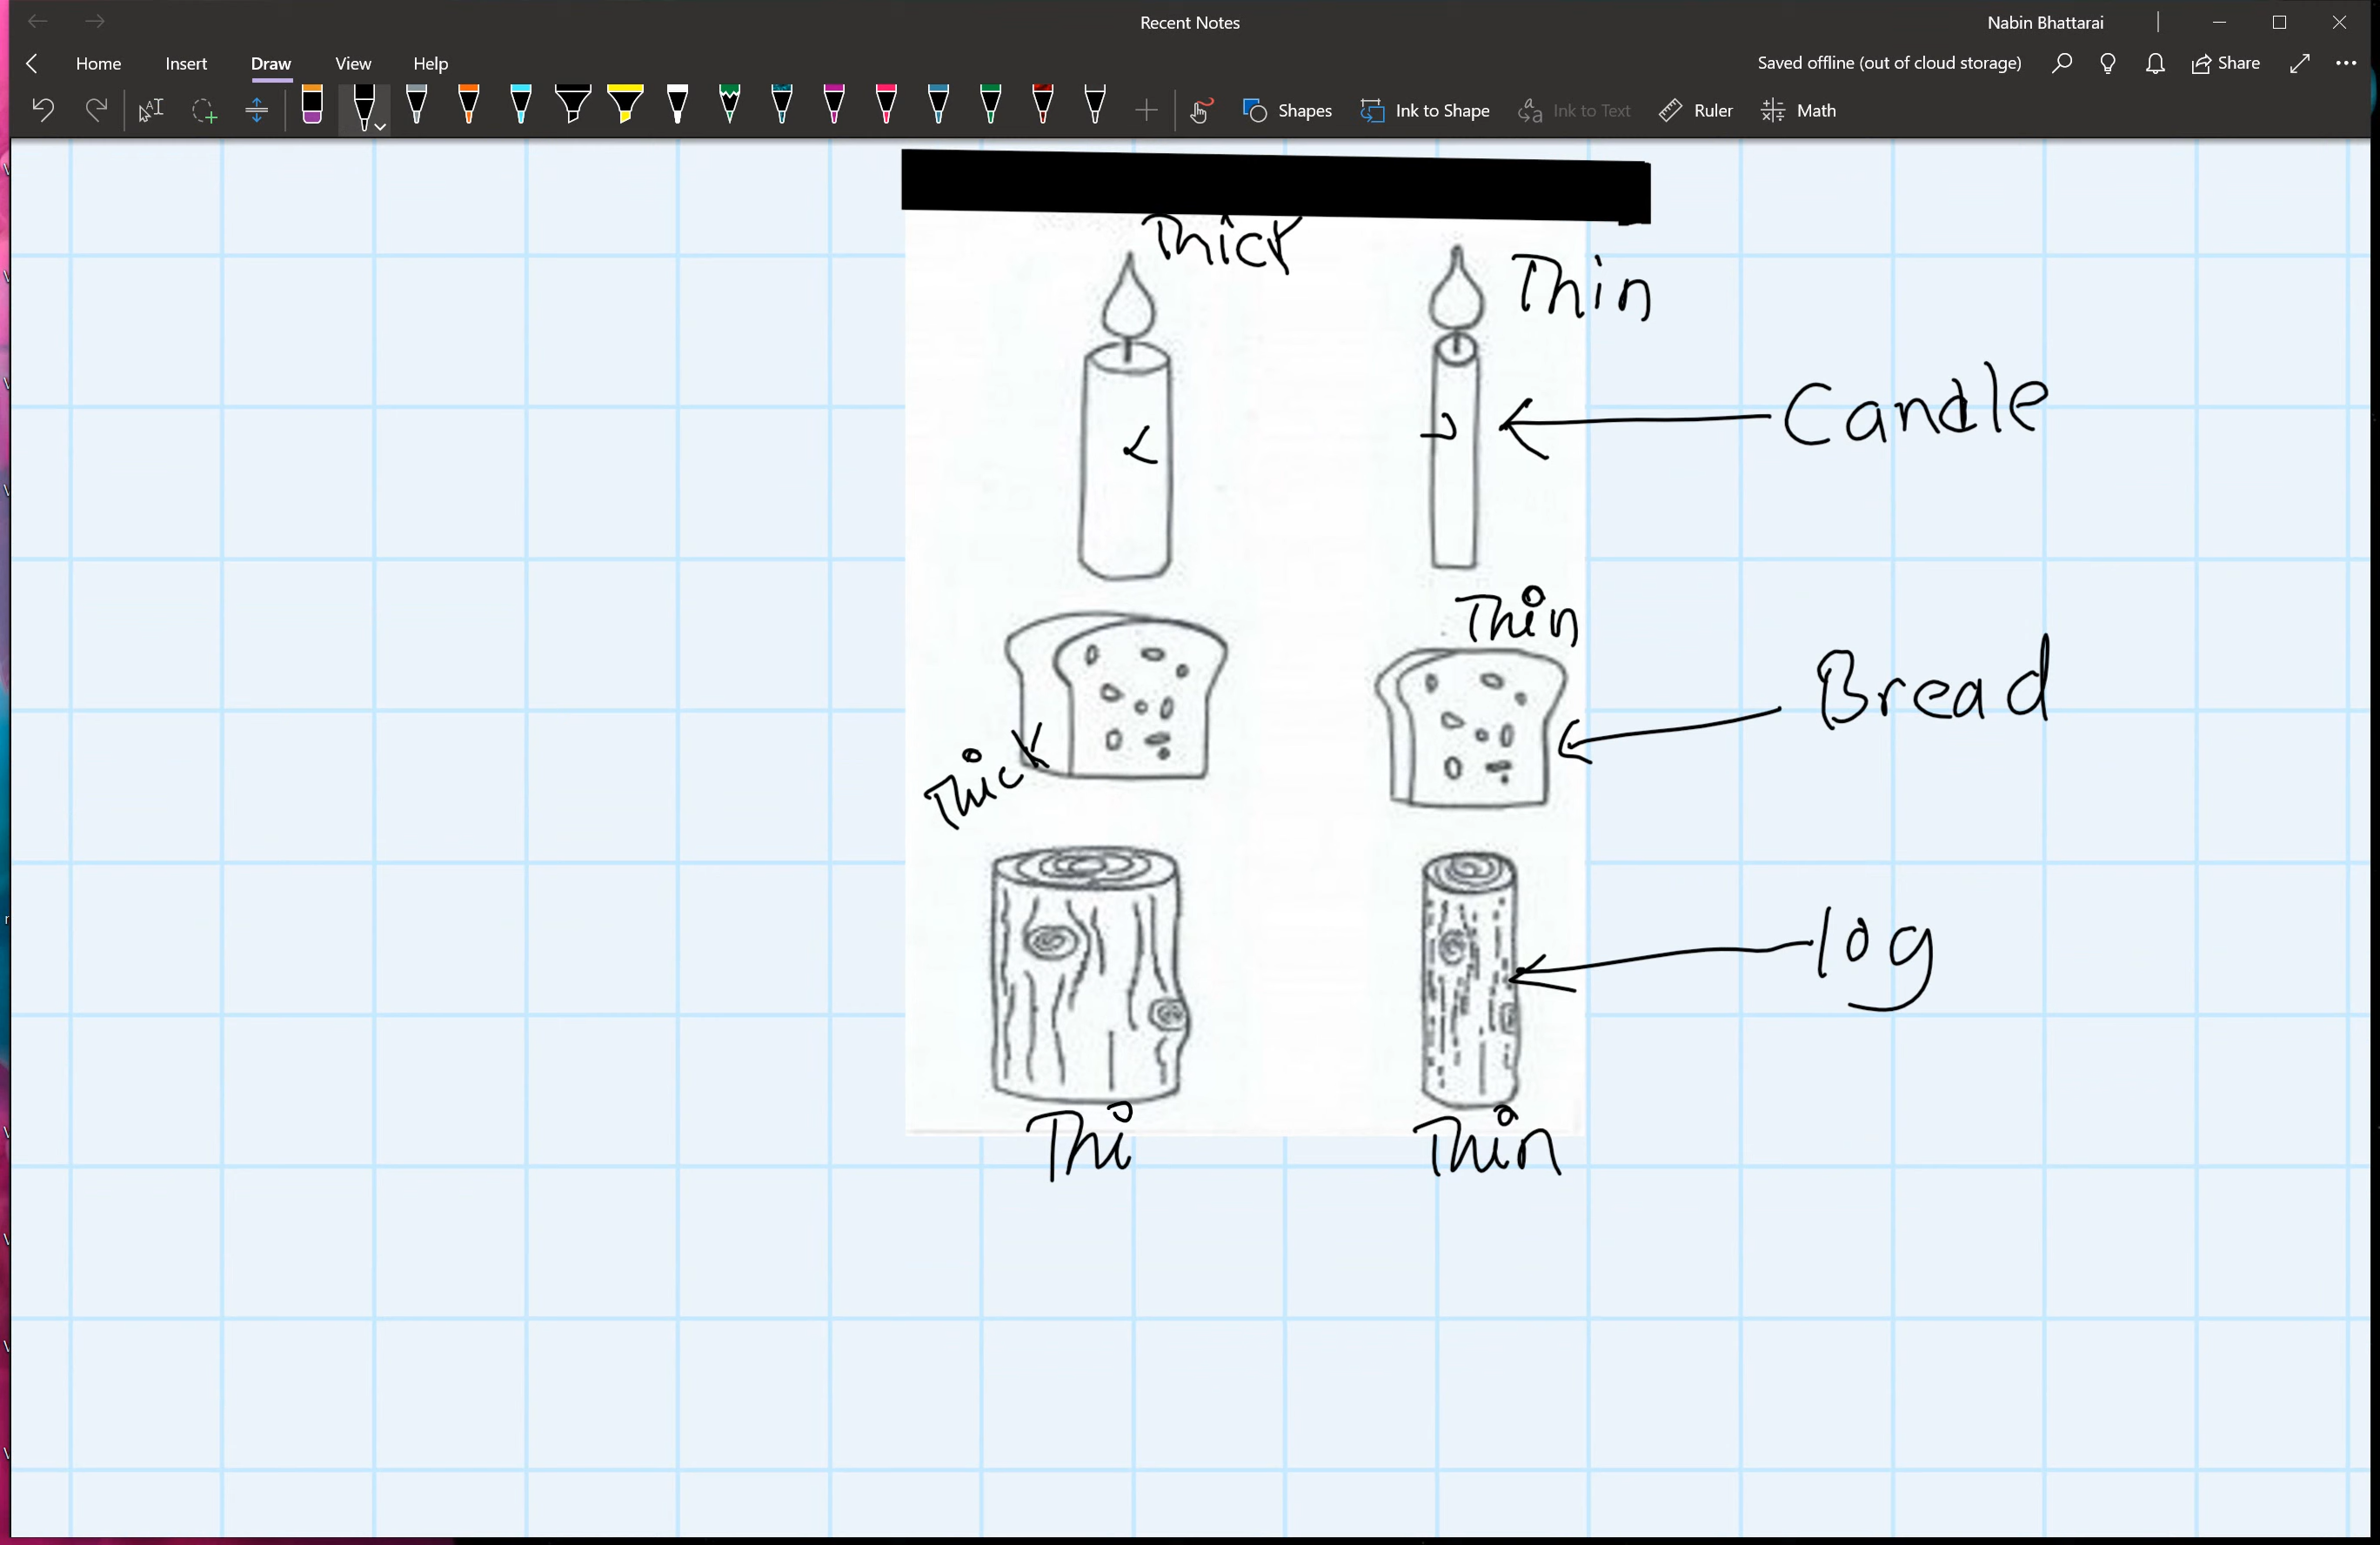 Recent Notes
Nabin Bhattarai
Home Insert Draw View Help
Saved offline (out of cloud storage)
Share
Shapes
Ink to Shape
Ink to Text
Ruler
Math
Thick
Thin
Candle
Thin
Bread
Thick
log
Thi
Thin